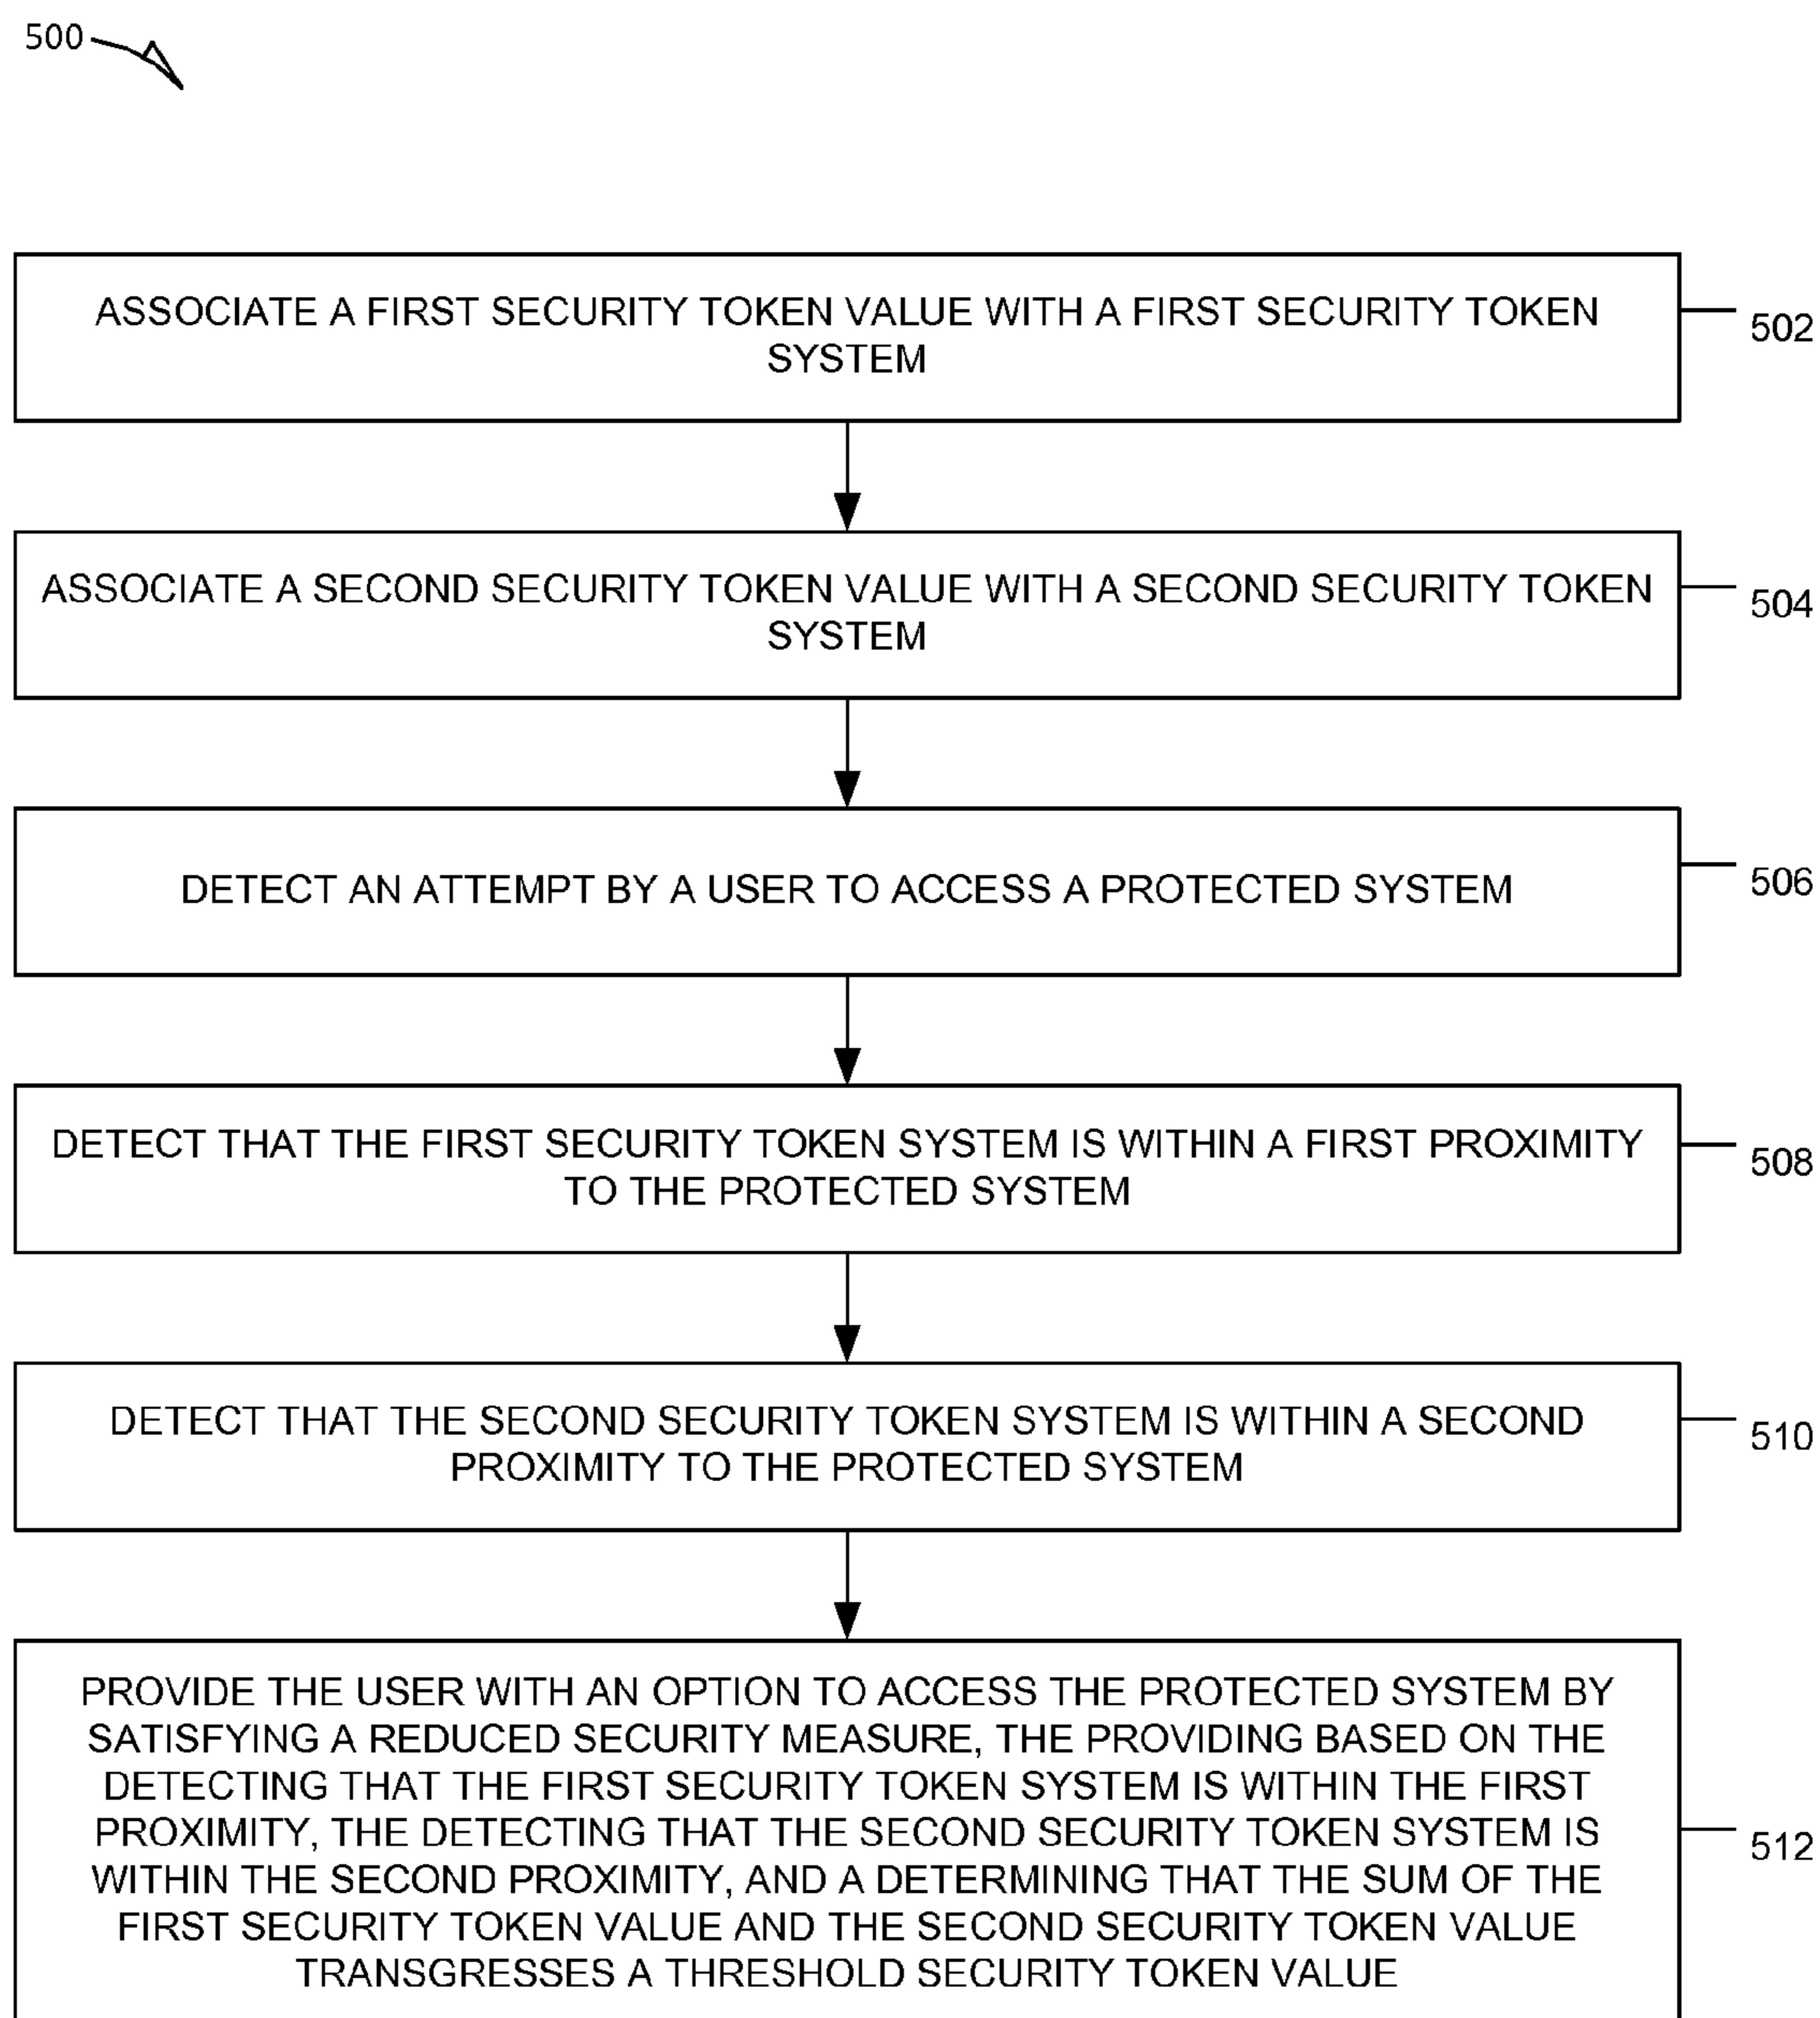 500
ASSOCIATE A FIRST SECURITY TOKEN VALUE WITH A FIRST SECURITY TOKEN
SYSTEM
502
ASSOCIATE A SECOND SECURITY TOKEN VALUE WITH A SECOND SECURITY TOKEN
SYSTEM
504
DETECT AN ATTEMPT BY A USER TO ACCESS A PROTECTED SYSTEM
506
DETECT THAT THE FIRST SECURITY TOKEN SYSTEM IS WITHIN A FIRST PROXIMITY
TO THE PROTECTED SYSTEM
508
DETECT THAT THE SECOND SECURITY TOKEN SYSTEM IS WITHIN A SECOND
PROXIMITY TO THE PROTECTED SYSTEM
510
PROVIDE THE USER WITH AN OPTION TO ACCESS THE PROTECTED SYSTEM BY
SATISFYING A REDUCED SECURITY MEASURE, THE PROVIDING BASED ON THE
DETECTING THAT THE FIRST SECURITY TOKEN SYSTEM IS WITHIN THE FIRST
PROXIMITY, THE DETECTING THAT THE SECOND SECURITY TOKEN SYSTEM IS
WITHIN THE SECOND PROXIMITY, AND A DETERMINING THAT THE SUM OF THE
FIRST SECURITY TOKEN VALUE AND THE SECOND SECURITY TOKEN VALUE
TRANSGRESSES A THRESHOLD SECURITY TOKEN VALUE
512